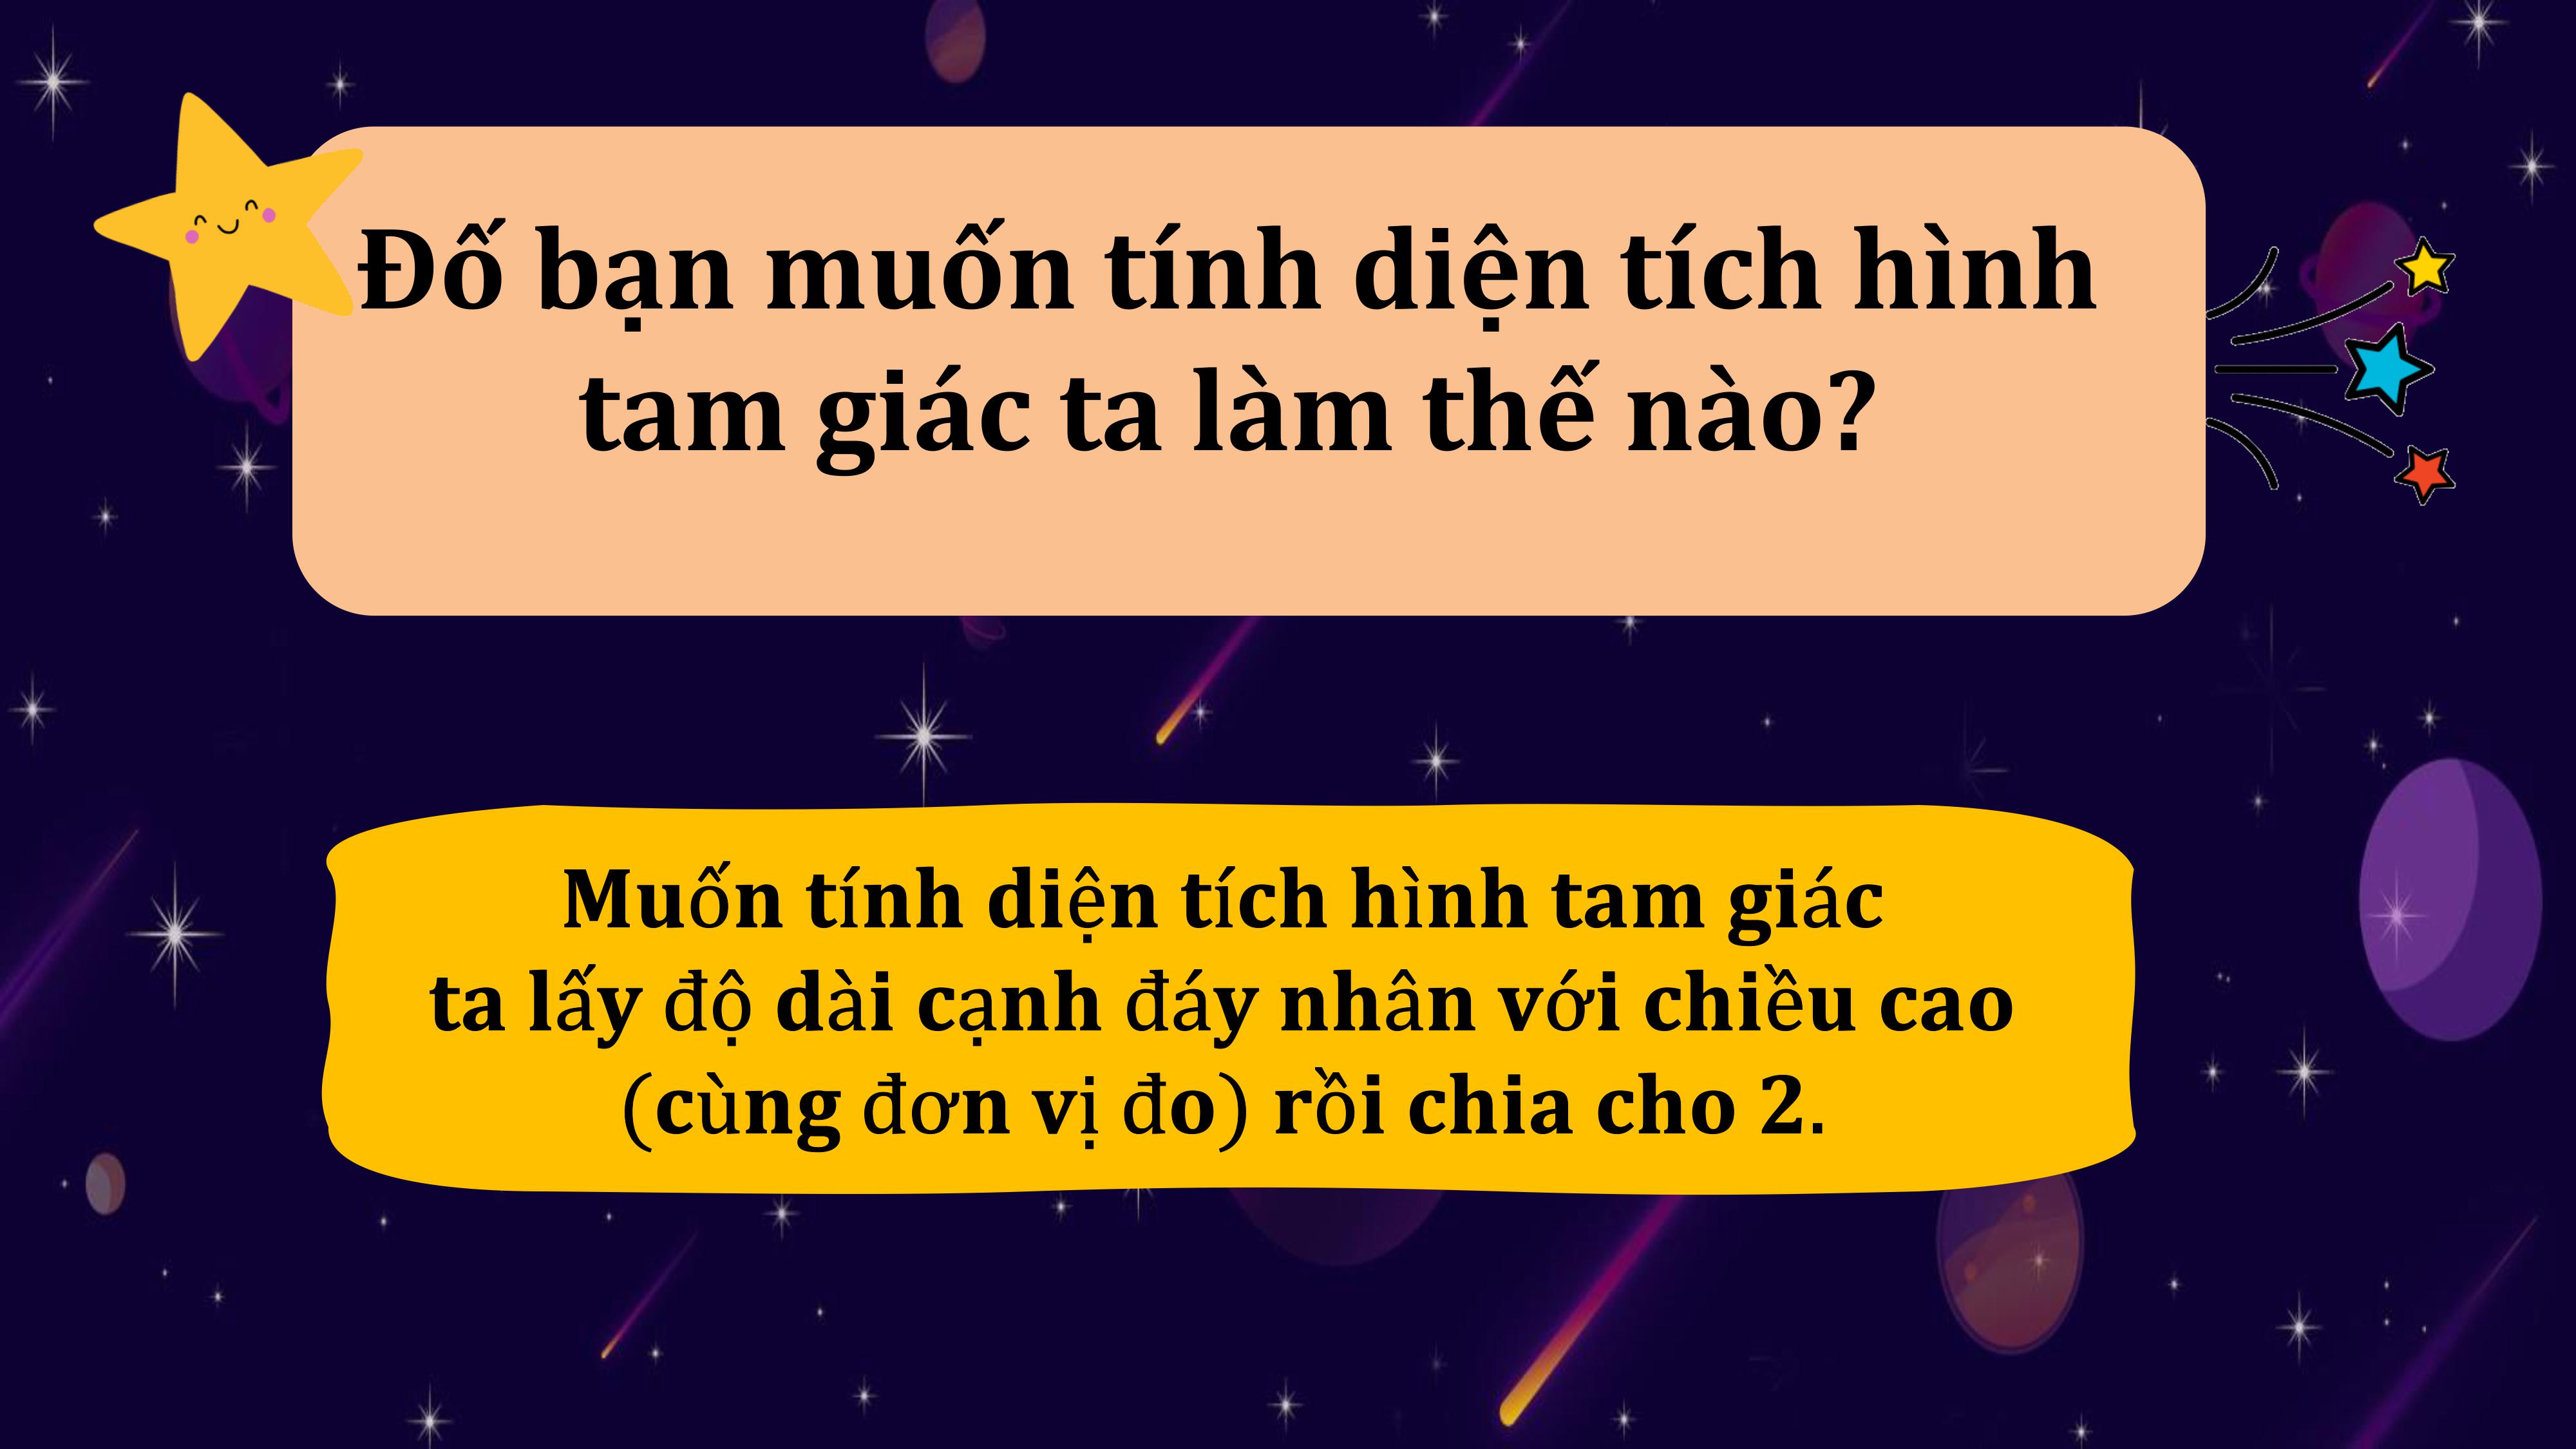 Đố bạn muốn tính diện tích hình
tam giác ta làm thế nào?
Muốn tính diện tích hình tam giác
ta lấy độ dài cạnh đáy nhân với chiều cao
(cùng đơn vị đo) rồi chia cho 2.